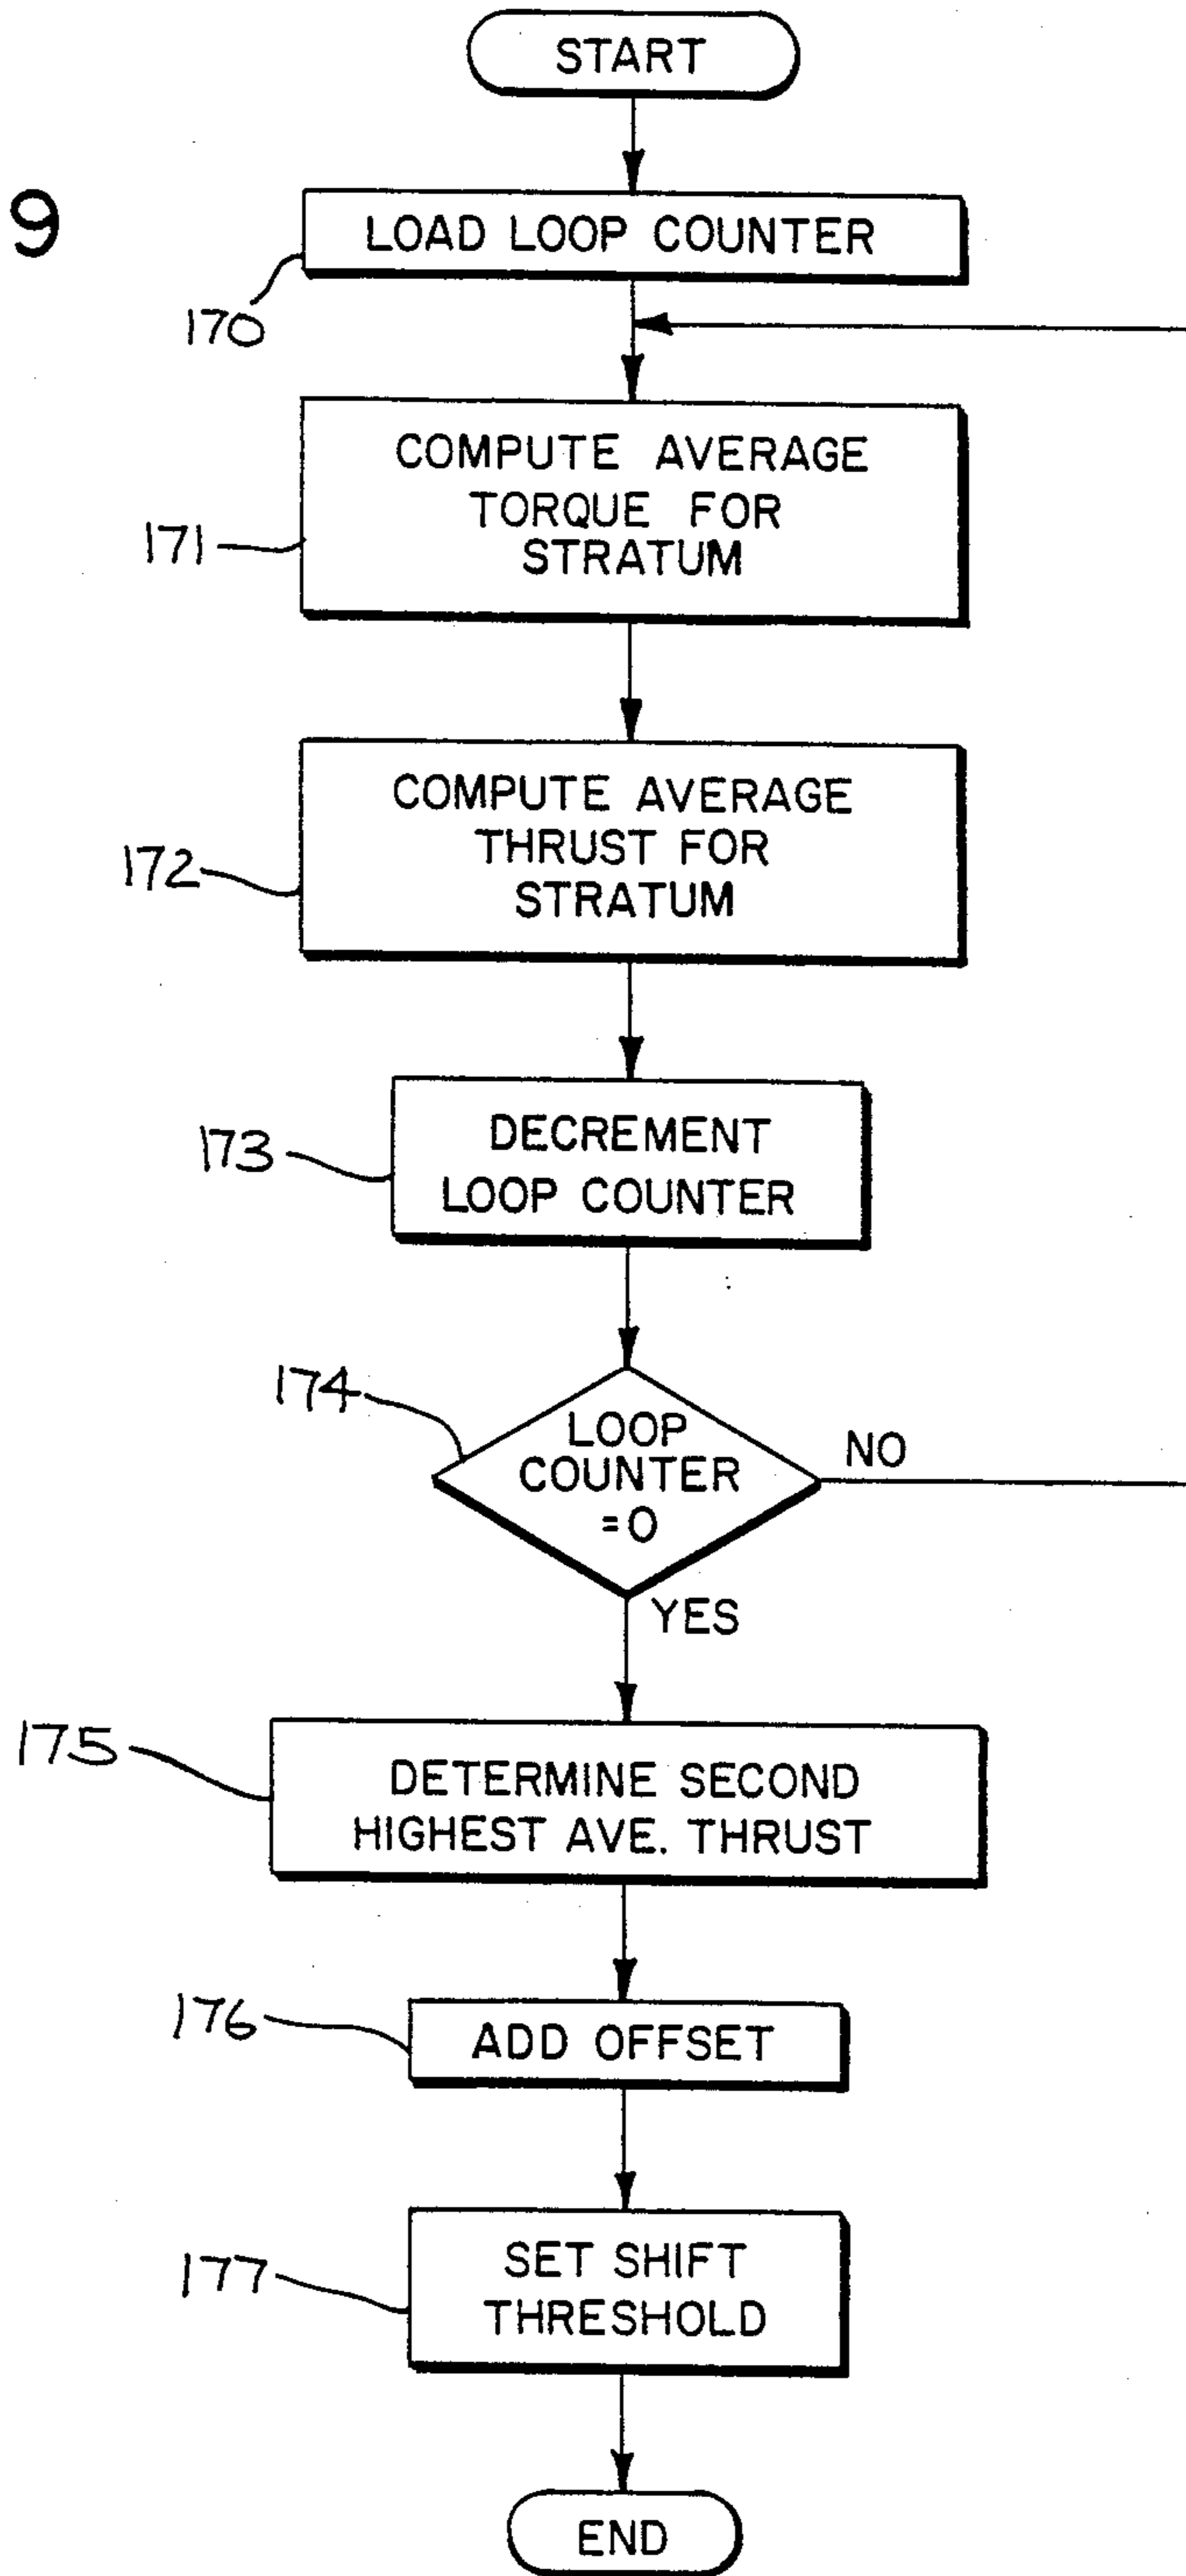 START
9
LOAD LOOP COUNTER
170
COMPUTE AVERAGE
TORQUE FOR
STRATUM
171
COMPUTE AVERAGE
THRUST FOR
STRATUM
172
DECREMENT
LOOP COUNTER
173
174
LOOP
COUNTER
=0
NO
YES
175
DETERMINE SECOND
HIGHEST AVE. THRUST
176
ADD OFFSET
SET SHIFT
THRESHOLD
177
END